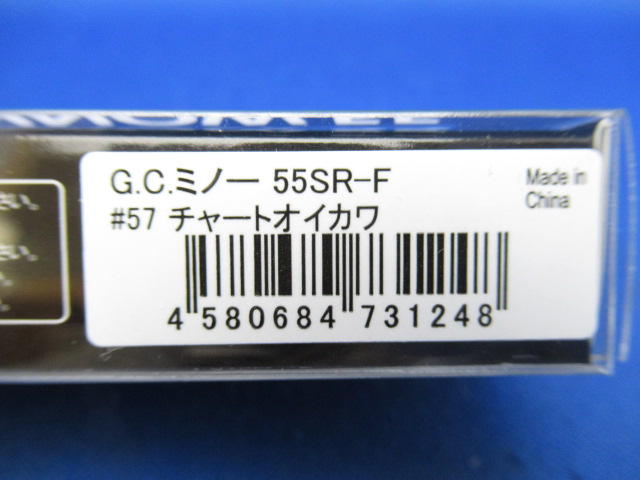 G.C.ミノー 55SR-F
Made in
China
#57 チャートオイカワ
4 580684 731248